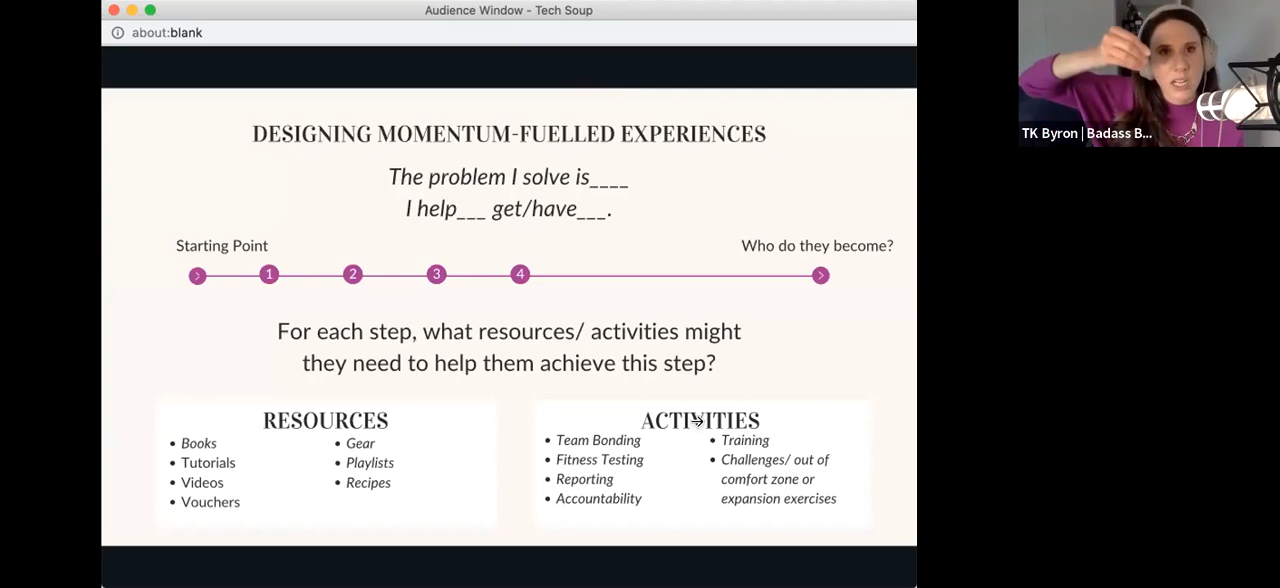 Audience Window - Tech Soup
about:blank
DESIGNING MOMENTUM-FUELLED EXPERIENCES
The problem I solve is____
I help___ get/have___.
Starting Point
Who do they become?
1 2 3 4
For each step, what resources/ activities might
they need to help them achieve this step?
RESOURCES
• Books
• Tutorials
• Videos
• Vouchers
• Gear
• Playlists
• Recipes
ACTIVITIES
• Team Bonding
• Fitness Testing
• Reporting
• Accountability
• Training
• Challenges/ out of
comfort zone or
expansion exercises
TK Byron | Badass B...